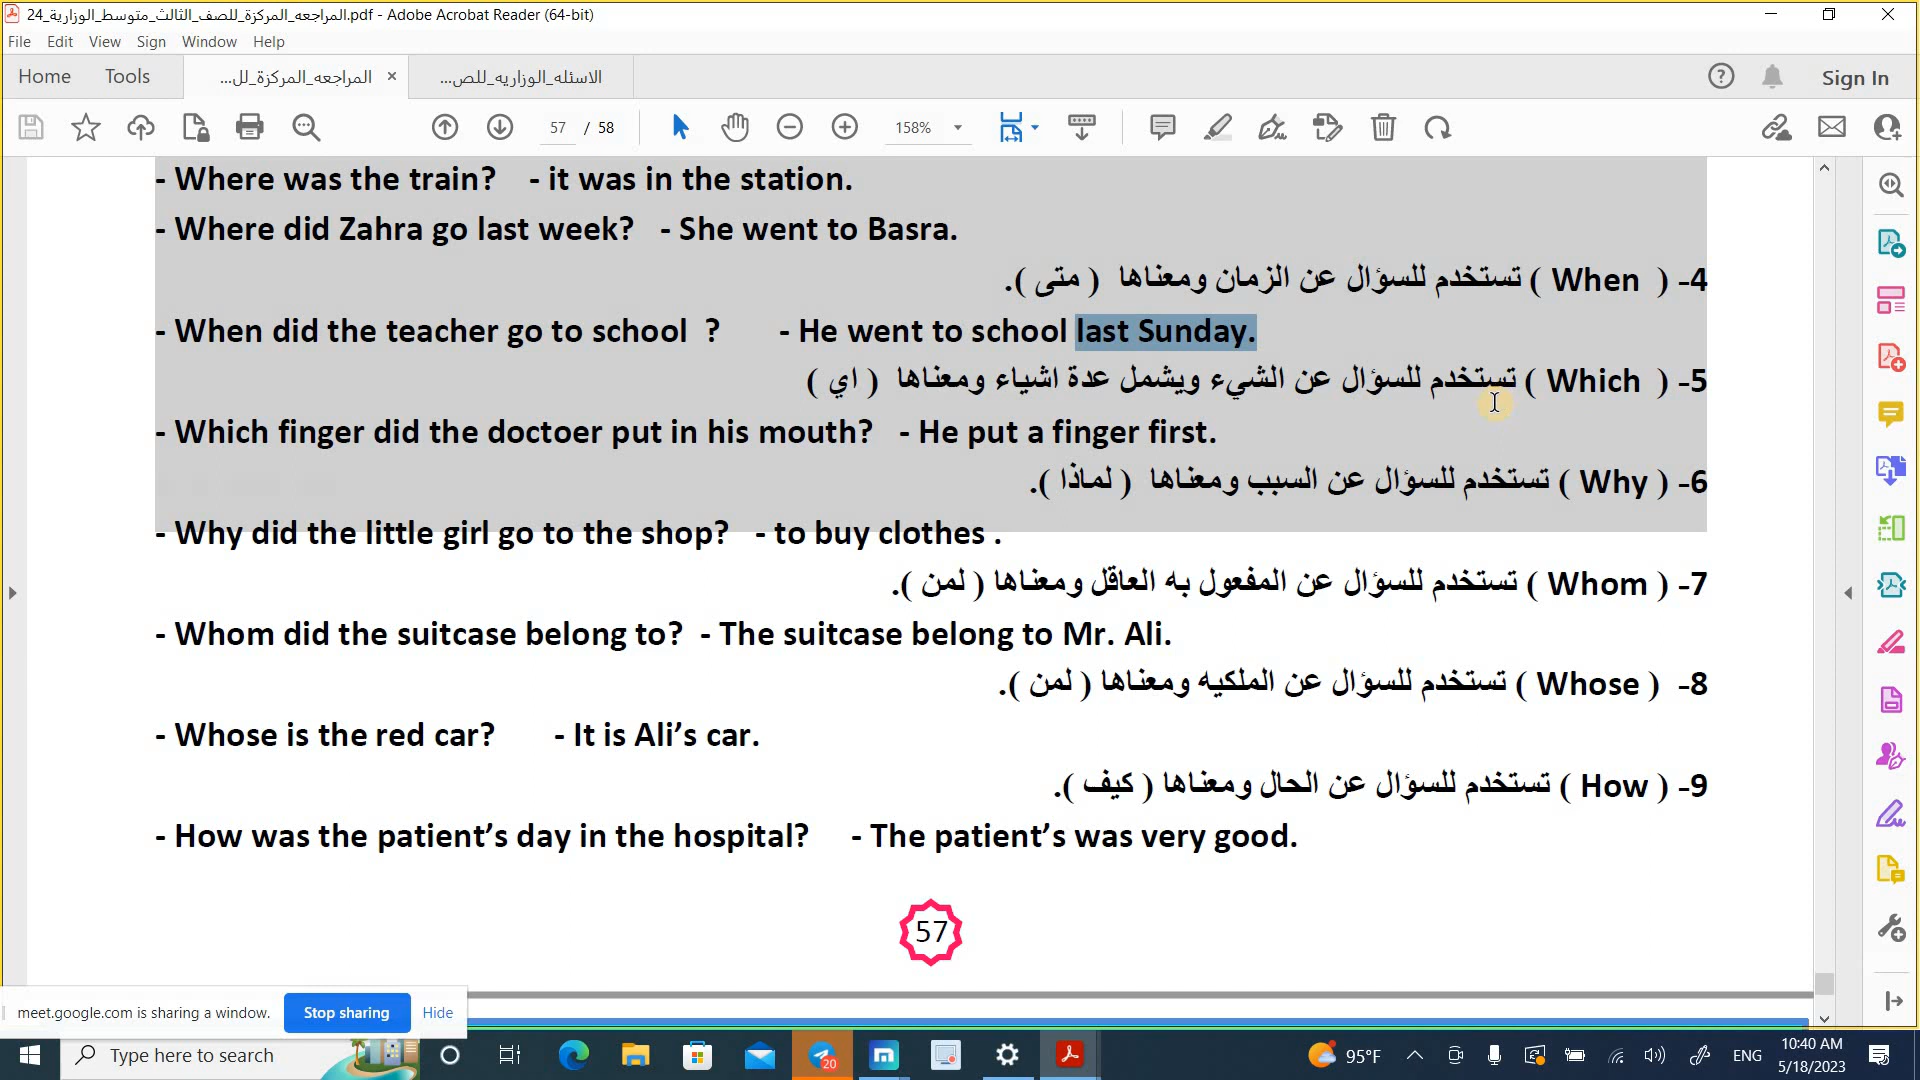 المراجعه_المركزة_للصف_الثالث_متوسط_الوزارية_24.pdf - Adobe Acrobat Reader (64-bit)
File Edit View Sign Window Help
Home Tools المراجعه_المركزة_لل... × الاسئله_الوزاريه_للص... Sign In
57 / 58 158%
- Where was the train? - it was in the station.
- Where did Zahra go last week? - She went to Basra.
4- ( When ) تستخدم للسؤال عن الزمان ومعناها ( متى ).
- When did the teacher go to school ? - He went to school last Sunday.
5- ( Which ) تستخدم للسؤال عن الشيء ويشمل عدة اشياء ومعناها ( اي )
- Which finger did the doctoer put in his mouth? - He put a finger first.
6- ( Why ) تستخدم للسؤال عن السبب ومعناها ( لماذا ).
- Why did the little girl go to the shop? - to buy clothes .
7- ( Whom ) تستخدم للسؤال عن المفعول به العاقل ومعناها ( لمن ).
- Whom did the suitcase belong to? - The suitcase belong to Mr. Ali.
8- ( Whose ) تستخدم للسؤال عن الملكيه ومعناها ( لمن ).
- Whose is the red car? - It is Ali’s car.
9- ( How ) تستخدم للسؤال عن الحال ومعناها ( كيف ).
- How was the patient’s day in the hospital? - The patient’s was very good.
57
meet.google.com is sharing a window. Stop sharing Hide
Type here to search 20 95°F ENG 10:40 AM
5/18/2023